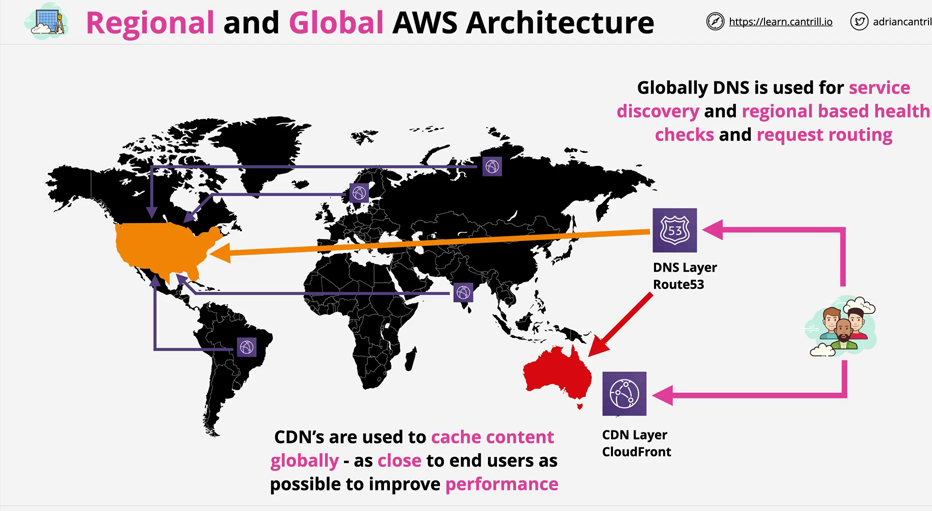 Regional and Global AWS Architecture
https://learn.cantrill.io
adriancantril
Globally DNS is used for service
discovery and regional based health
checks and request routing
53
DNS Layer
Route53
CDN Layer
CloudFront
CDN's are used to cache content
globally - as close to end users as
possible to improve performance